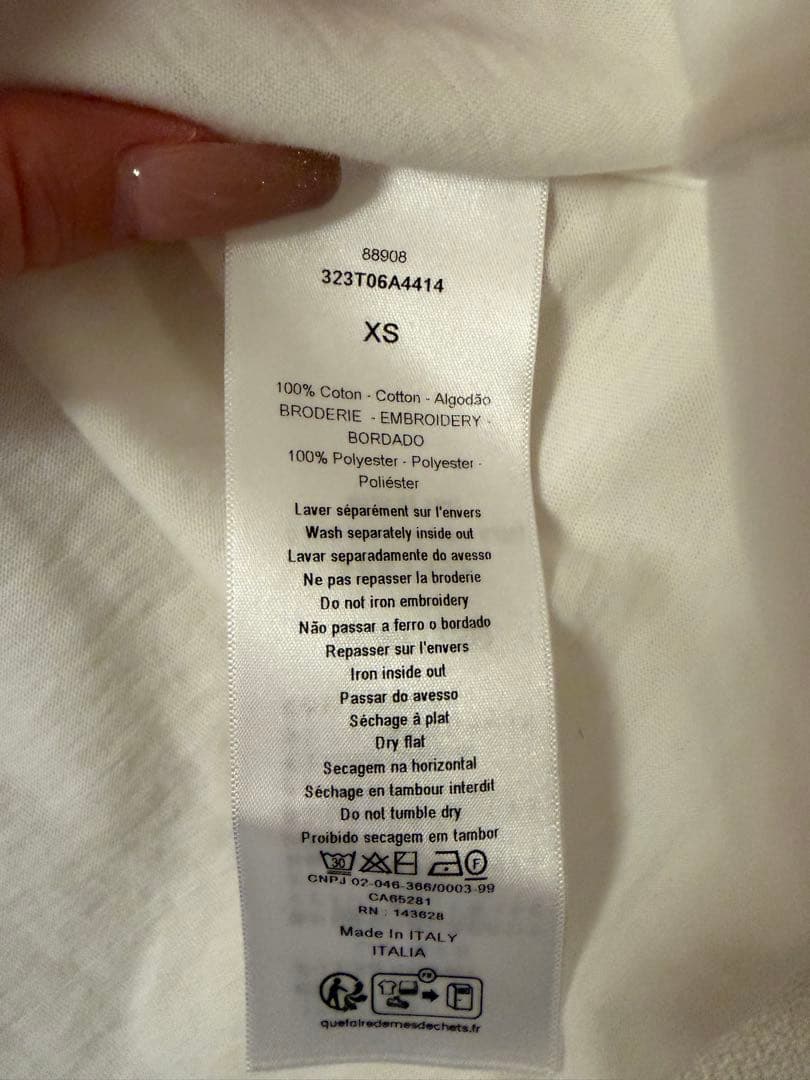 88908
323T06A4414
XS
100% Coton - Cotton - Algodão
BRODERIE - EMBROIDERY -
BORDADO
100% Polyester - Polyester -
Poliéster
Laver séparément sur l'envers
Wash separately inside out
Lavar separadamente do avesso
Ne pas repasser la broderie
Do not iron embroidery
Não passar a ferro o bordado
Repasser sur l'envers
Iron inside out
Passar do avesso
Séchage à plat
Dry flat
Secagem na horizontal
Séchage en tambour interdit
Do not tumble dry
Proibido secagem em tambor
30 F
CNPJ 02-046-366/0003-99
CA65281
RN : 143628
Made In ITALY
ITALIA
FR
quefairedemesdechets.fr